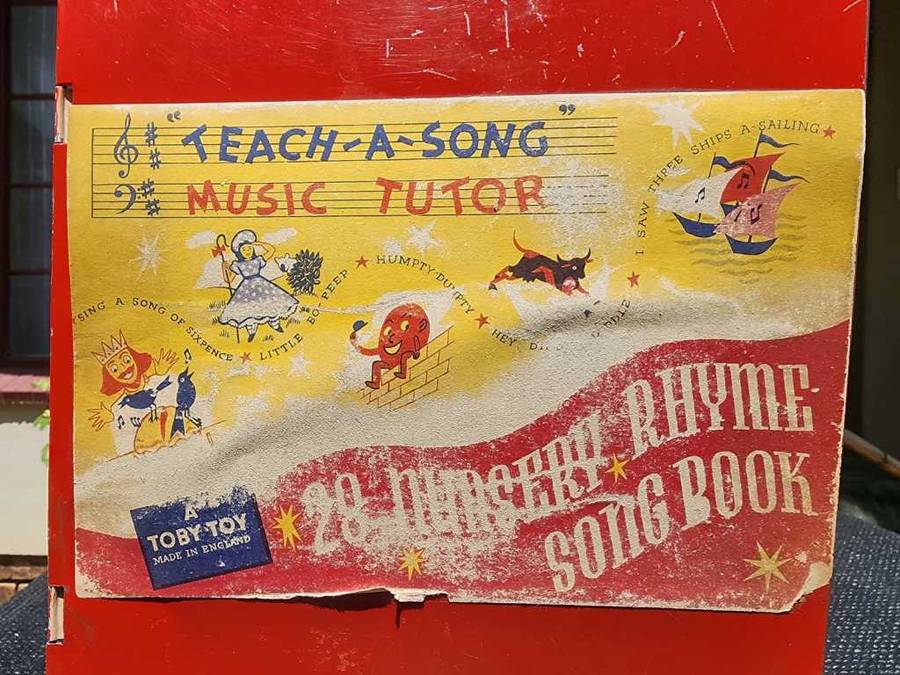 "TEACH-A-SONG"
MUSIC TUTOR
I SAW THREE SHIPS A-SAILING
SING A SONG OF SIXPENCE
LITTLE BO-PEEP
HUMPTY-DUMPTY
HEY,
28 NURSERY RHYME
SONG BOOK
A
TOBY TOY
MADE IN ENGLAND